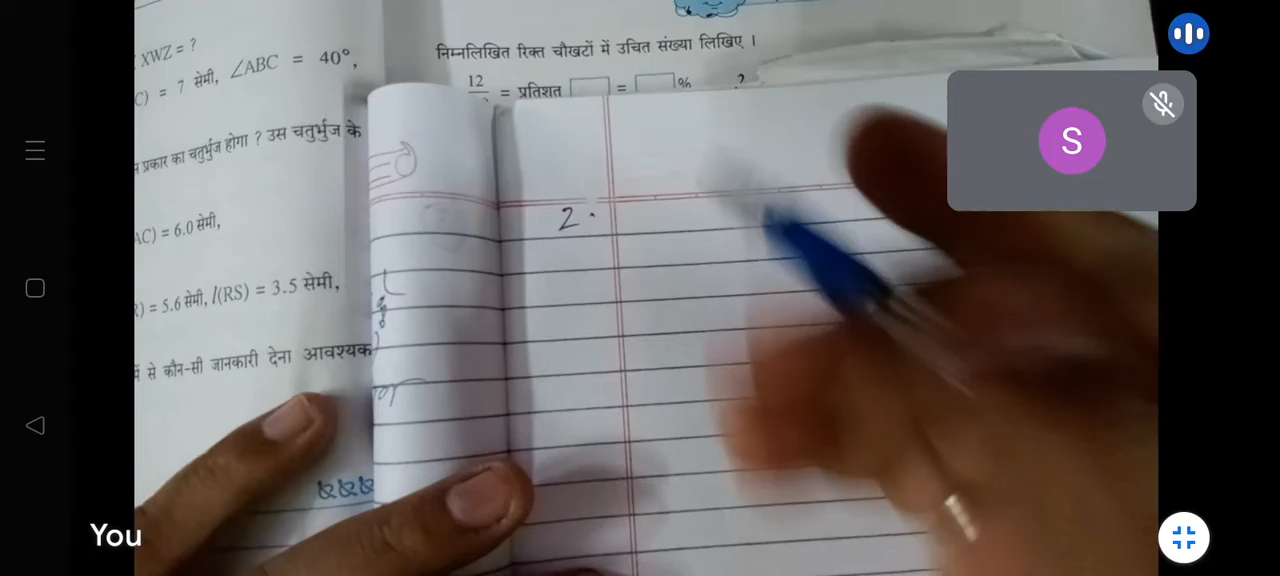 XWZ = ?
C) = 7 सेमी, ∠ABC = 40°,
प्रकार का चतुर्भुज होगा ? उस चतुर्भुज के
AC) = 6.0 सेमी,
) = 5.6 सेमी, l(RS) = 3.5 सेमी,
से कौन-सी जानकारी देना आवश्यक
निम्नलिखित रिक्त चौखटों में उचित संख्या लिखिए ।
12 = प्रतिशत = %
?
2.
S
You